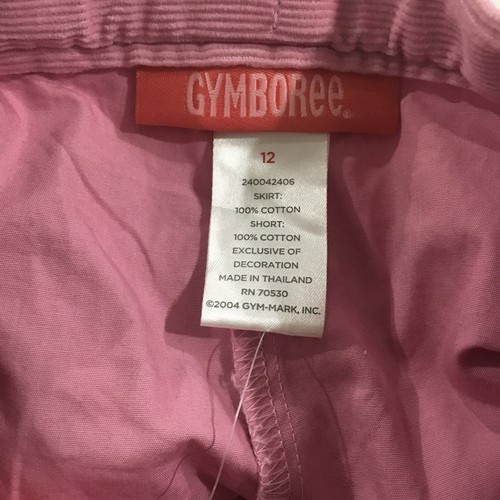 GYMBOREE®
12
240042406
SKIRT:
100% COTTON
SHORT:
100% COTTON
EXCLUSIVE OF
DECORATION
MADE IN THAILAND
RN 70530
©2004 GYM-MARK, INC.